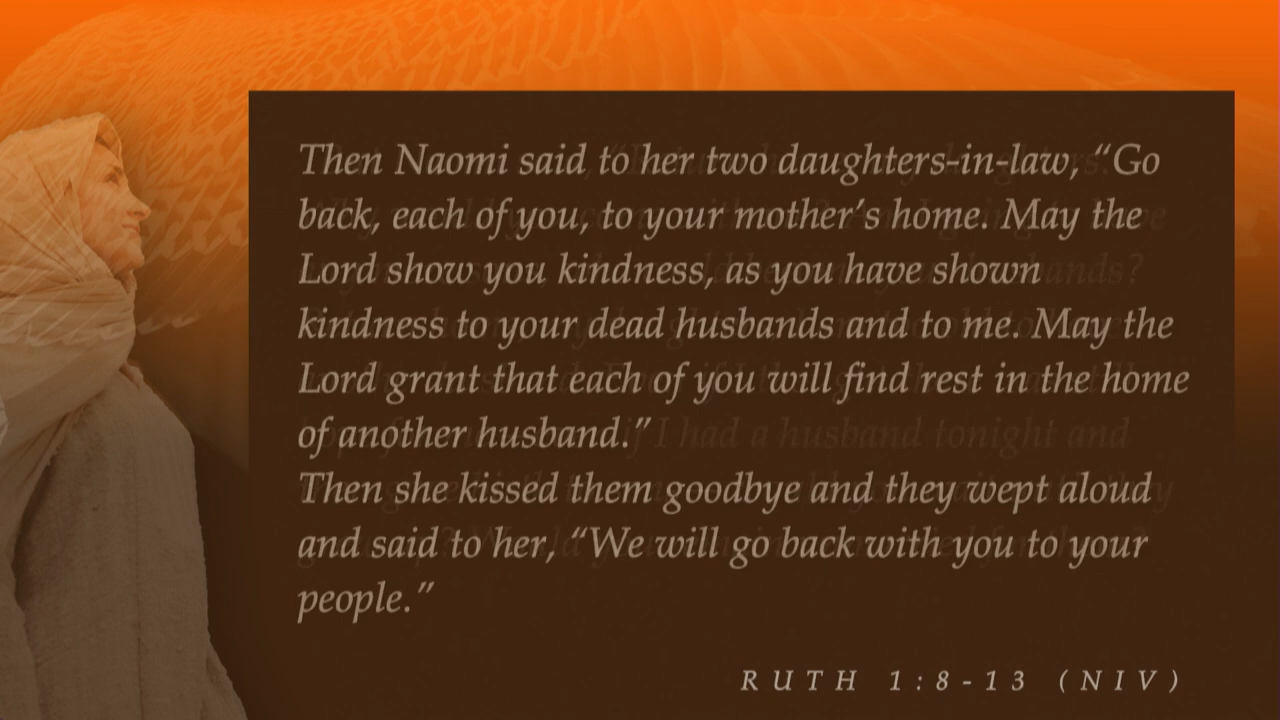 Then Naomi said to her two daughters-in-law, “Go
back, each of you, to your mother’s home. May the
Lord show you kindness, as you have shown
kindness to your dead husbands and to me. May the
Lord grant that each of you will find rest in the home
of another husband.”
Then she kissed them goodbye and they wept aloud
and said to her, “We will go back with you to your
people.”
RUTH 1:8-13 (NIV)